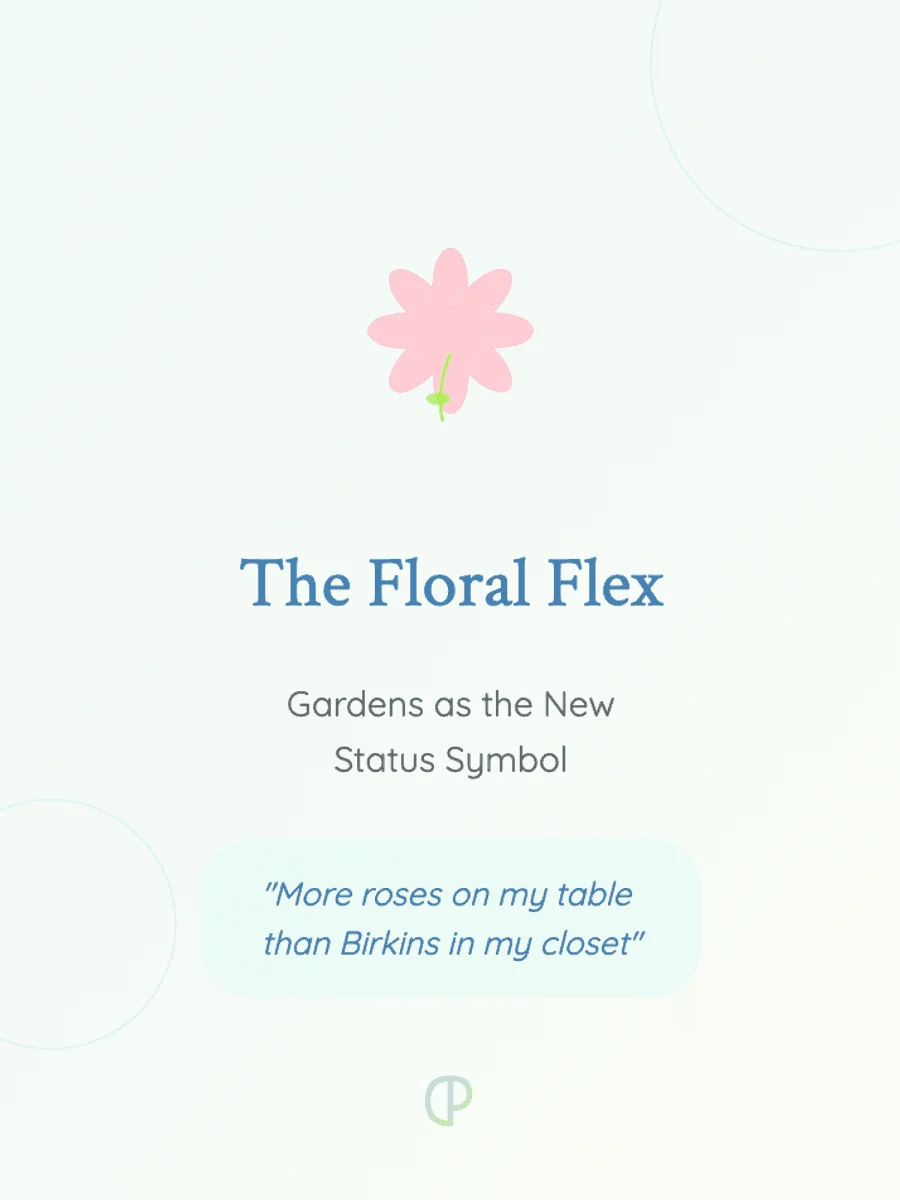 The Floral Flex
Gardens as the New
Status Symbol
"More roses on my table
than Birkins in my closet"